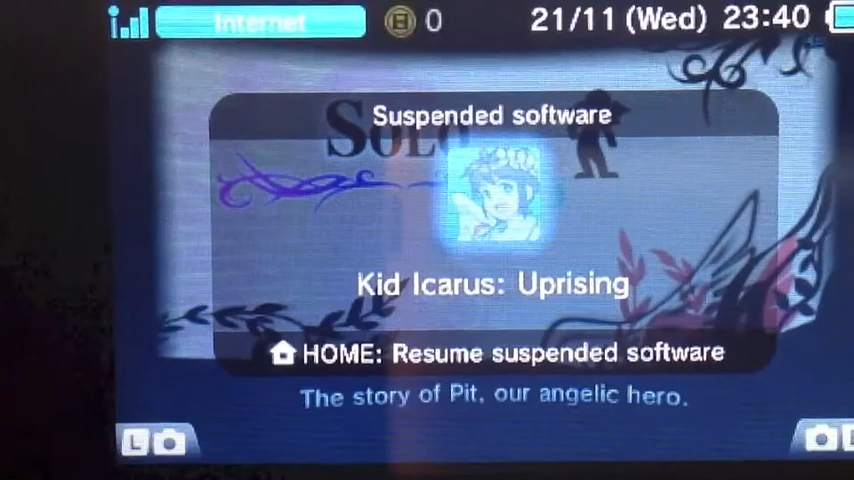 Internet 0 21/11 (Wed) 23:40
Suspended software
SOLO
Kid Icarus: Uprising
HOME: Resume suspended software
The story of Pit, our angelic hero.
L